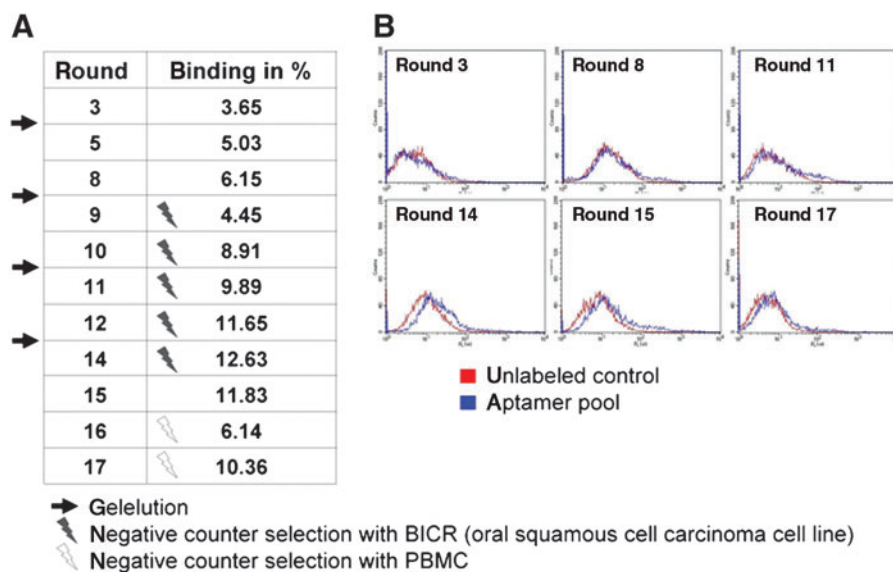 A
Round Binding in %
3 3.65
5 5.03
8 6.15
9 4.45
10 8.91
11 9.89
12 11.65
14 12.63
15 11.83
16 6.14
17 10.36
B
Round 3
Round 8
Round 11
Round 14
Round 15
Round 17
Unlabeled control
Aptamer pool
Gelelution
Negative counter selection with BICR (oral squamous cell carcinoma cell line)
Negative counter selection with PBMC